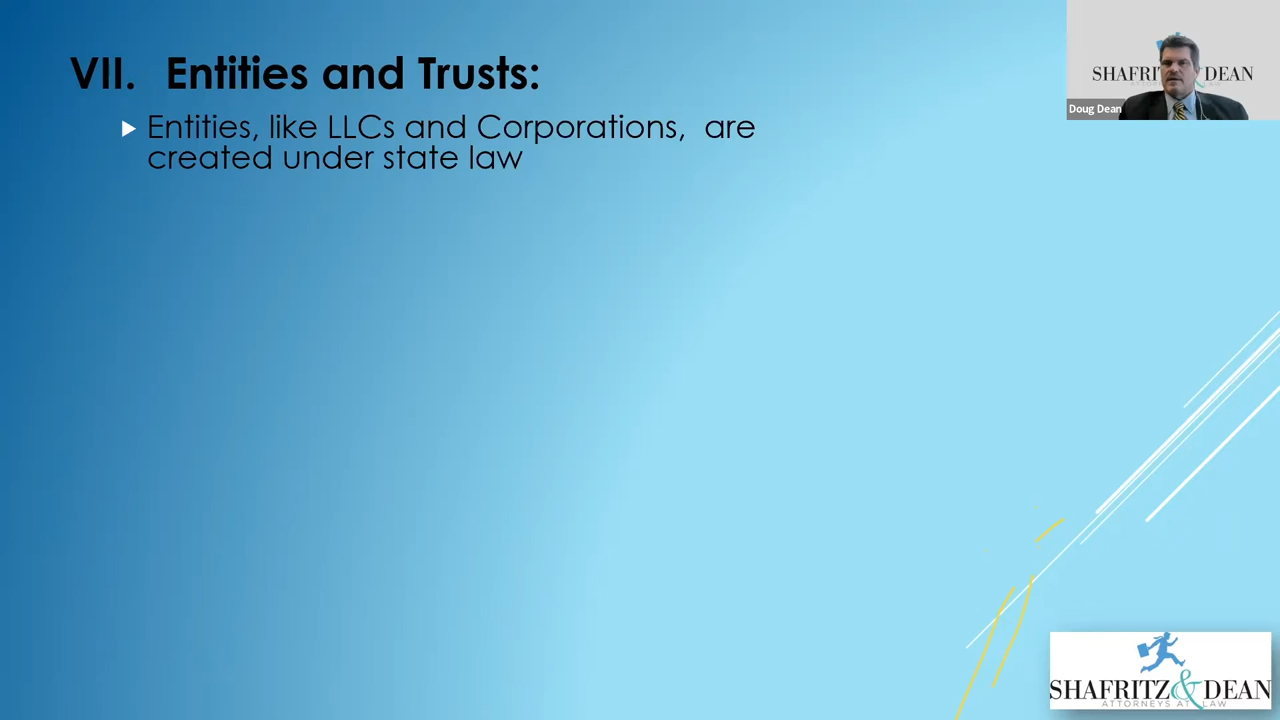 VII. Entities and Trusts:
Entities, like LLCs and Corporations,  are
created under state law
SHAFRITZ DEAN
Doug Dean
SHAFRITZ & DEAN
ATTORNEYS AT LAW